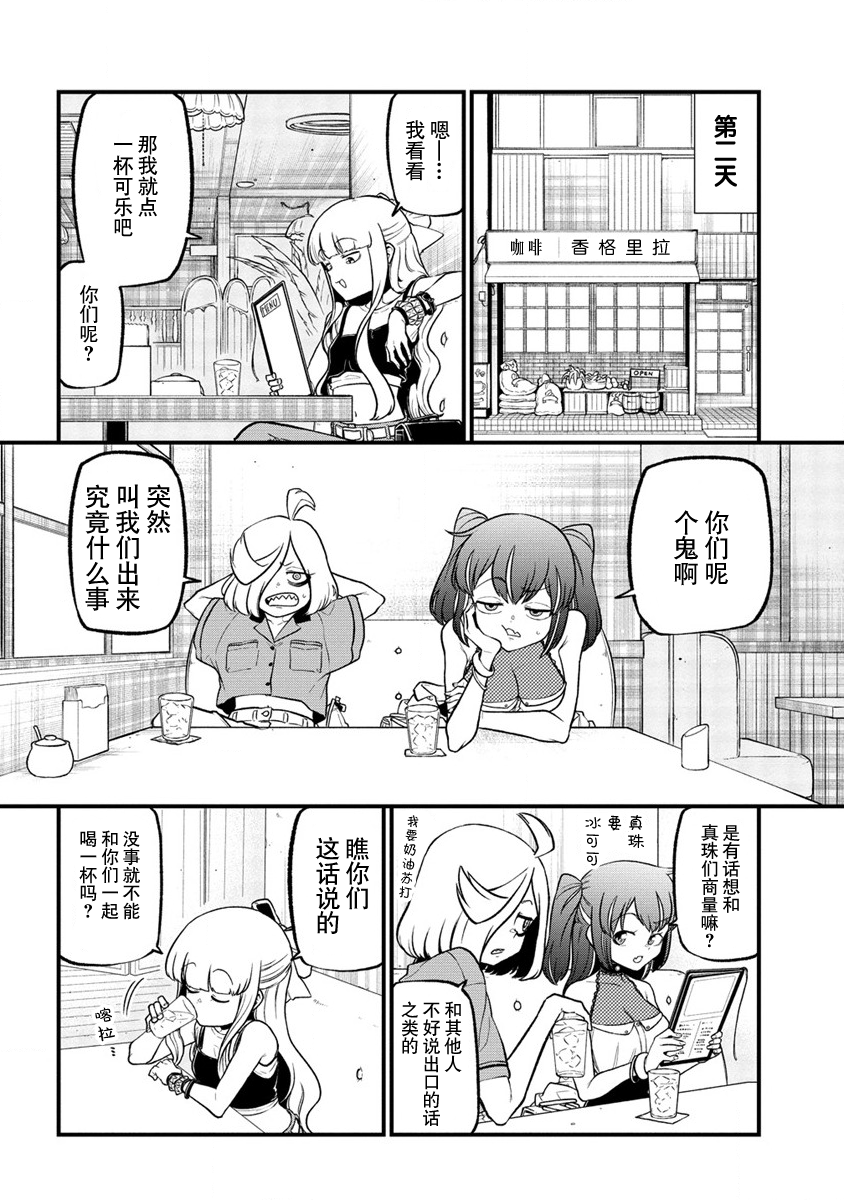 第二天
咖啡 香格里拉
OPEN
嗯——…
我看看
那我就点
一杯可乐吧
你们呢？
MENU
你们呢
个鬼啊
突然
叫我们出来
究竟什么事
是有话想和
真珠们商量嘛？
真珠
要
冰可可
我要奶油苏打
和其他人
不好说出口的话
之类的
瞧你们
这话说的
没事就不能
和你们一起
喝一杯吗？
喀拉